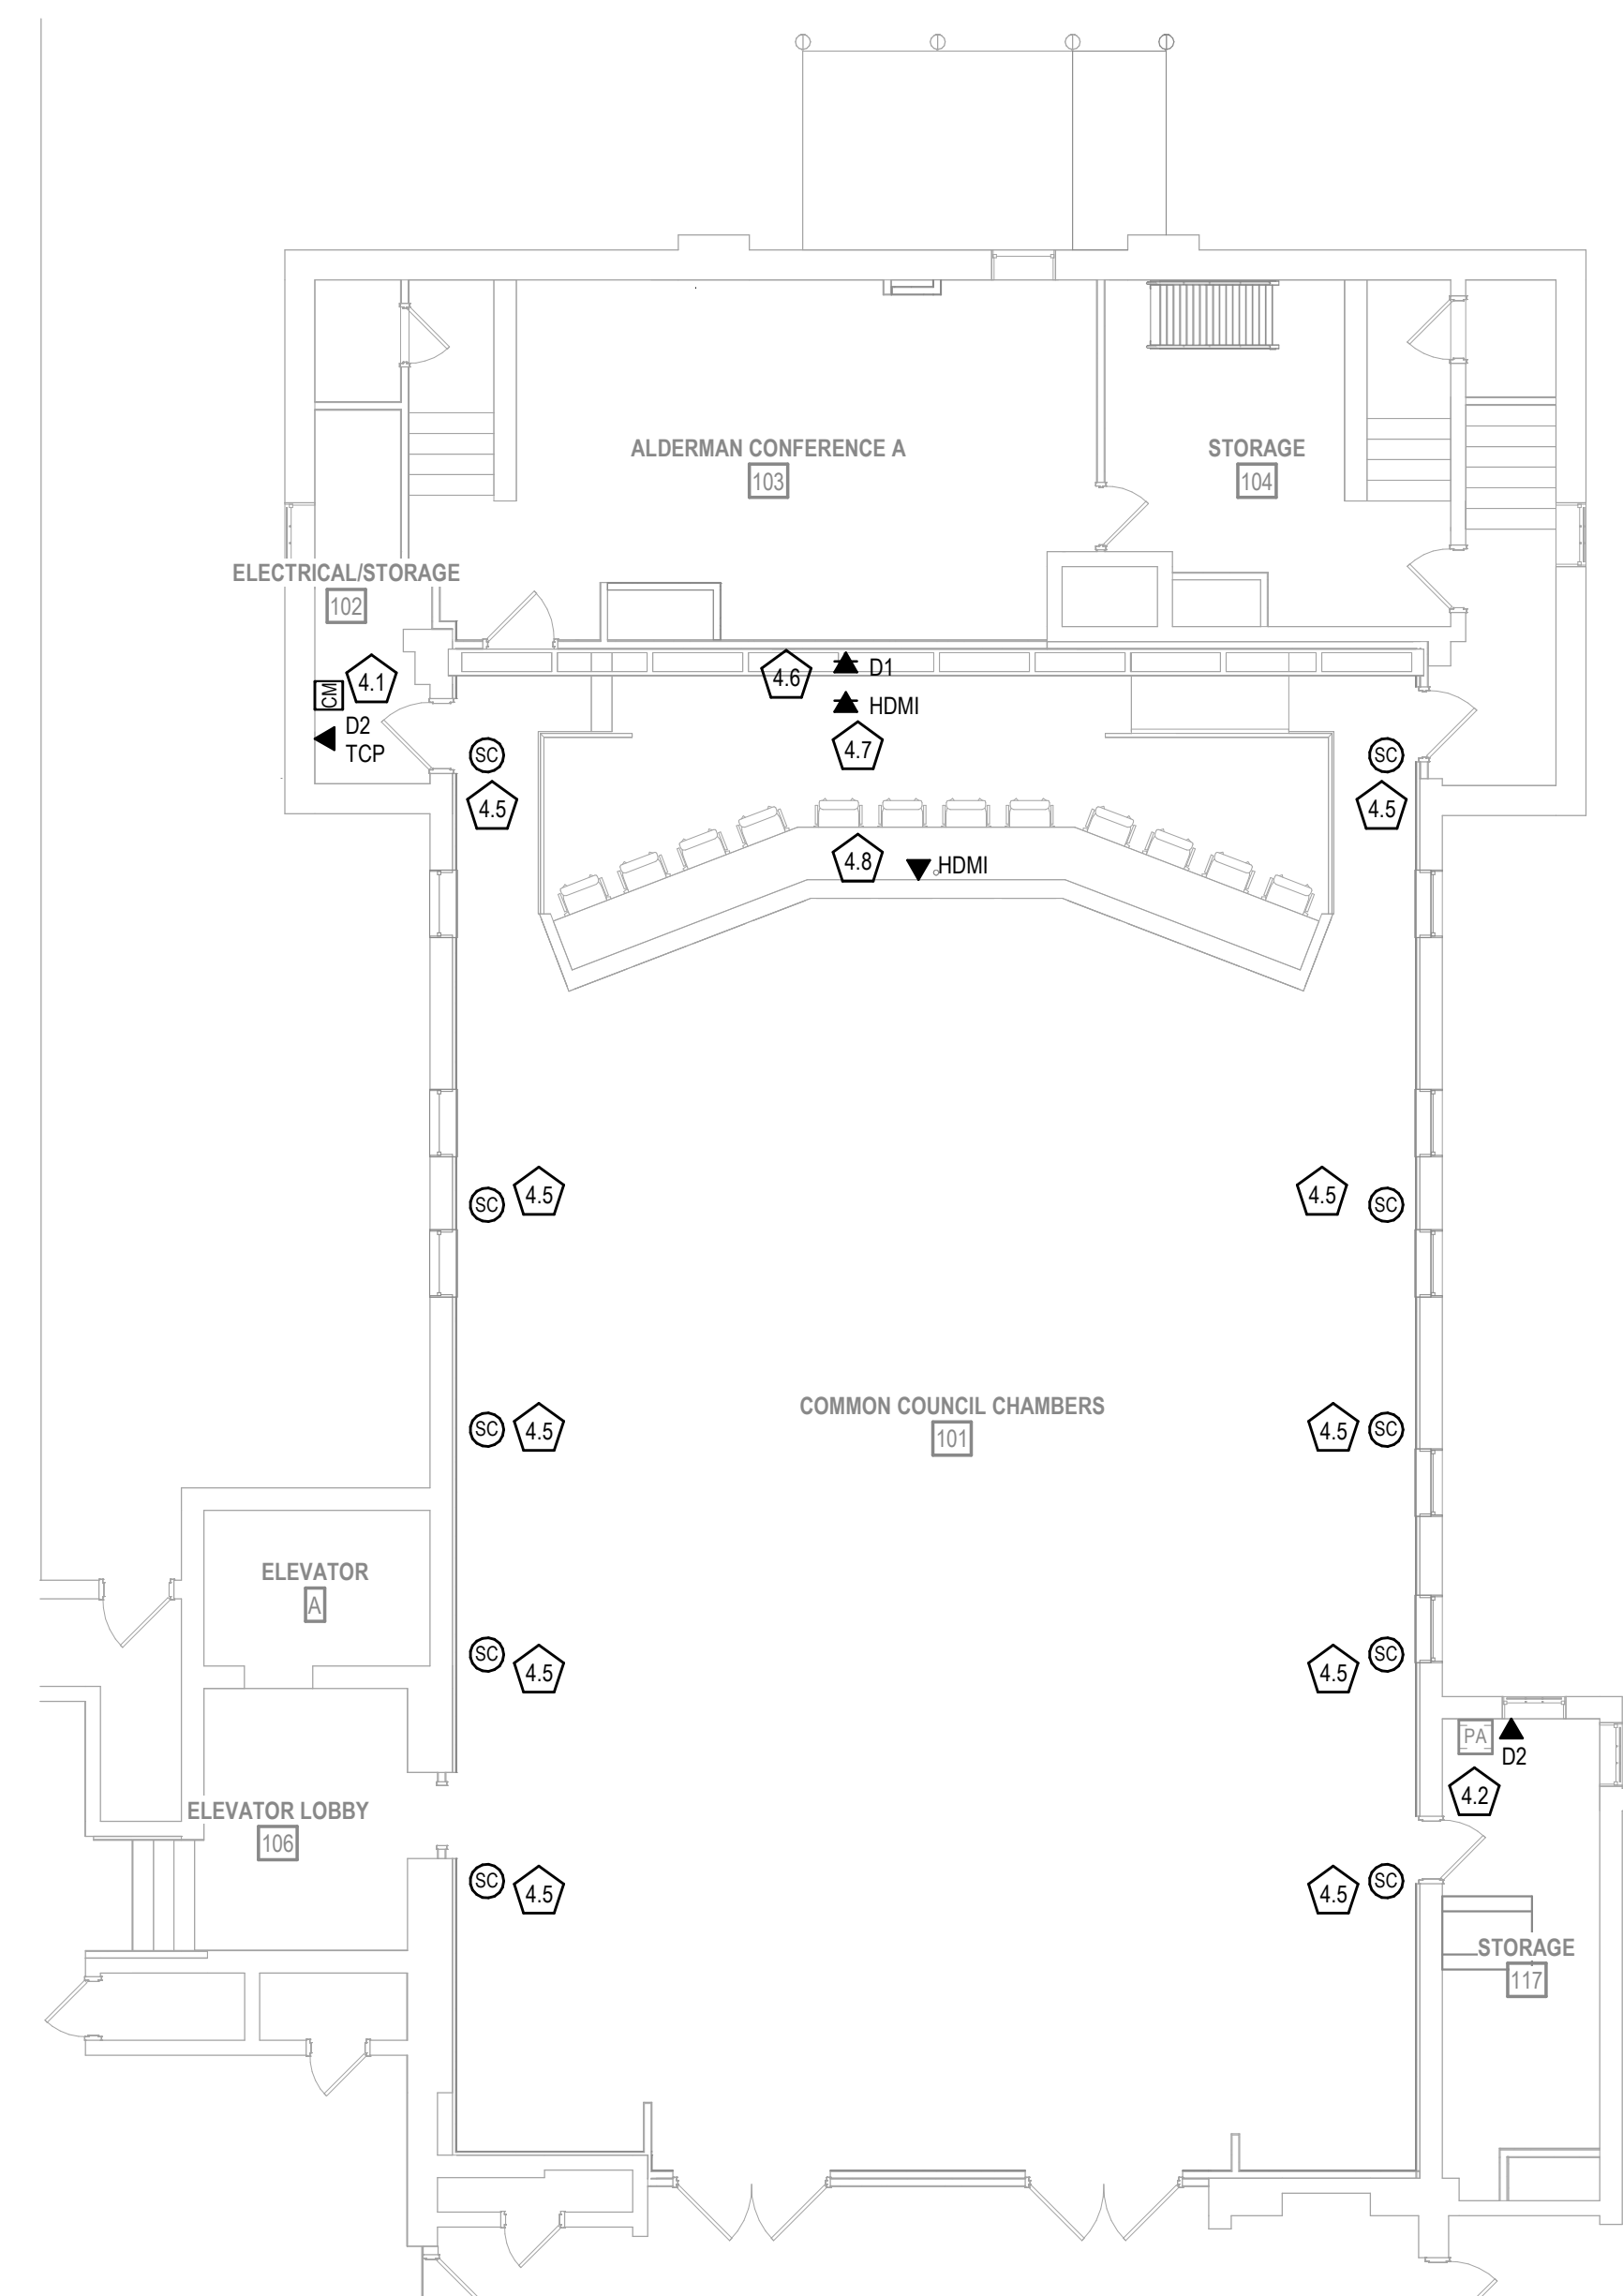 ALDERMAN CONFERENCE A
103
STORAGE
104
ELECTRICAL/STORAGE
102
4.1
CM
D2
TCP
4.6
D1
HDMI
4.7
SC
SC
4.5
4.5
4.8
HDMI
SC
4.5
4.5
SC
COMMON COUNCIL CHAMBERS
101
SC
4.5
4.5
SC
ELEVATOR
A
SC
4.5
4.5
SC
PA
D2
4.2
ELEVATOR LOBBY
106
SC
4.5
4.5
SC
STORAGE
117